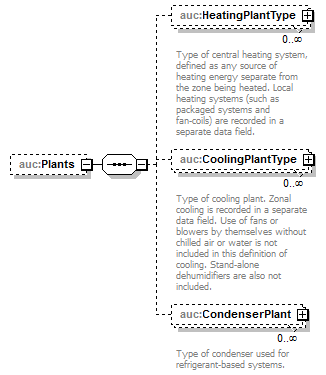 auc:HeatingPlantType
0..∞
Type of central heating system,
defined as any source of
heating energy separate from
the zone being heated. Local
heating systems (such as
packaged systems and
fan-coils) are recorded in a
separate data field.
auc:Plants
auc:CoolingPlantType
0..∞
Type of cooling plant. Zonal
cooling is recorded in a separate
data field. Use of fans or
blowers by themselves without
chilled air or water is not
included in this definition of
cooling. Stand-alone
dehumidifiers are also not
included.
auc:CondenserPlant
0..∞
Type of condenser used for
refrigerant-based systems.